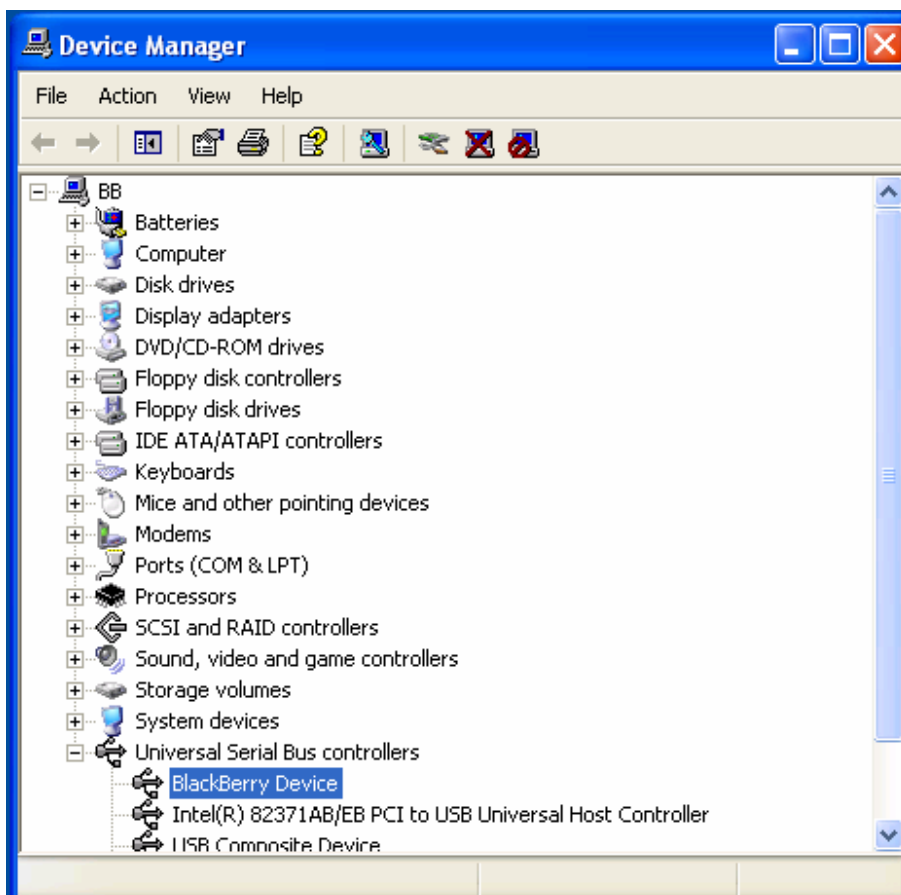 Device Manager
File Action View Help
BB
Batteries
Computer
Disk drives
Display adapters
DVD/CD-ROM drives
Floppy disk controllers
Floppy disk drives
IDE ATA/ATAPI controllers
Keyboards
Mice and other pointing devices
Modems
Ports (COM & LPT)
Processors
SCSI and RAID controllers
Sound, video and game controllers
Storage volumes
System devices
Universal Serial Bus controllers
BlackBerry Device
Intel(R) 82371AB/EB PCI to USB Universal Host Controller
USB Composite Device